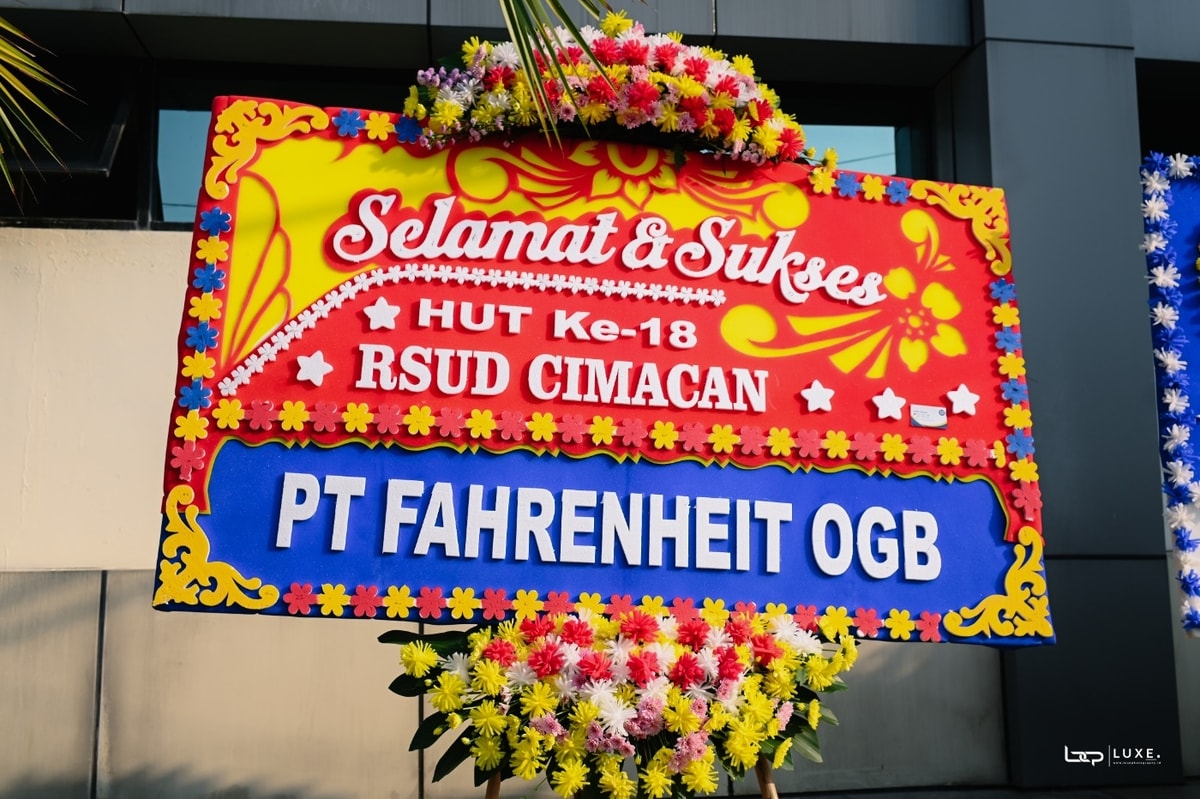 Selamat & Sukses
HUT Ke-18
RSUD CIMACAN
PT FAHRENHEIT OGB
LUXE.